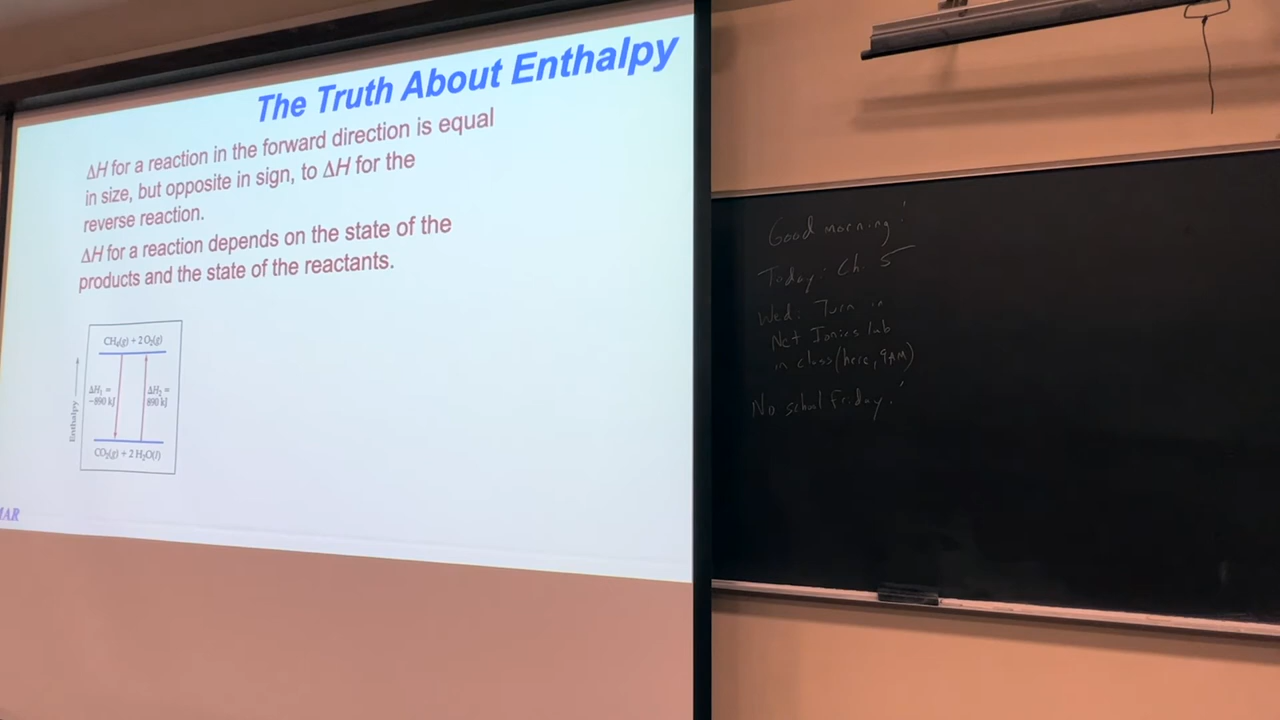 The Truth About Enthalpy
ΔH for a reaction in the forward direction is equal
in size, but opposite in sign, to ΔH for the
reverse reaction.
ΔH for a reaction depends on the state of the
products and the state of the reactants.
CH₄(g) + 2 O₂(g)
ΔH₁ =
−890 kJ
ΔH₂ =
890 kJ
Enthalpy
CO₂(g) + 2 H₂O(l)
MAR
Good morning!
Today: Ch. 5
Wed: Turn in
Net Ionics lab
in class (here, 9AM)
No school Friday!